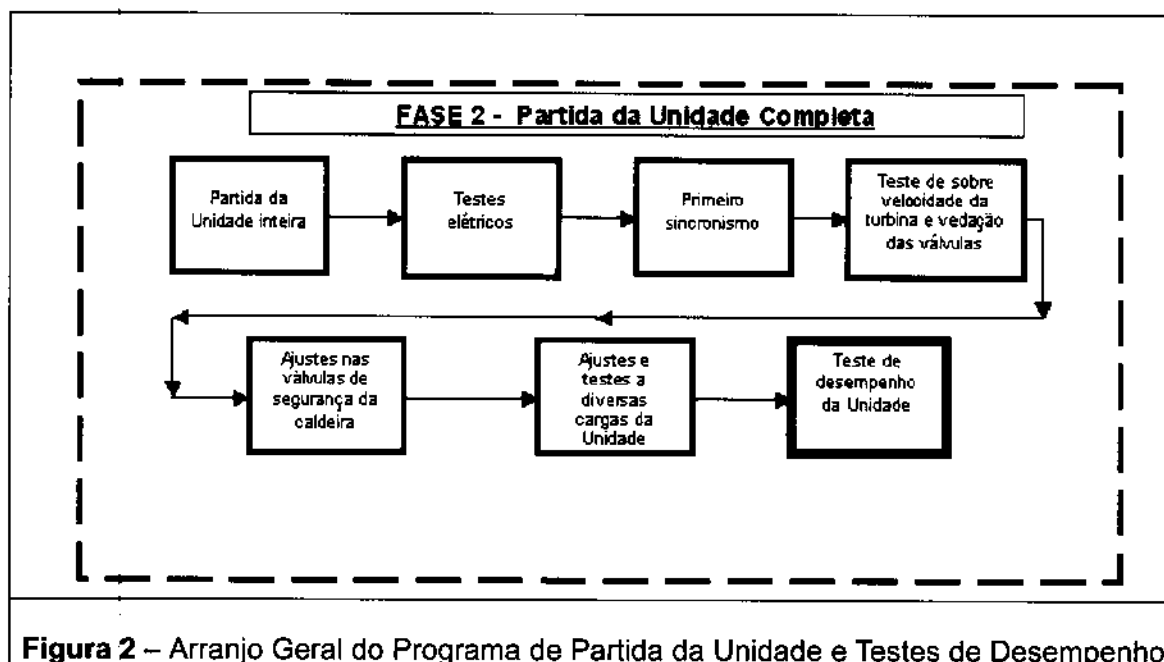 FASE 2 - Partida da Unidade Completa
Partida da
Unidade inteira
Testes
elétricos
Primeiro
sincronismo
Teste de sobre
velocidade da
turbina e vedação
das válvulas
Ajustes nas
válvulas de
segurança da
caldeira
Ajustes e
testes a
diversas
cargas da
Unidade
Teste de
desempenho
da Unidade
Figura 2 – Arranjo Geral do Programa de Partida da Unidade e Testes de Desempenho